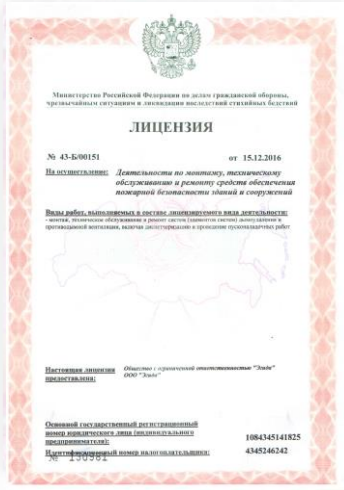 Министерство Российской Федерации по делам гражданской обороны,
чрезвычайным ситуациям и ликвидации последствий стихийных бедствий
ЛИЦЕНЗИЯ
№ 43-Б/00151 от 15.12.2016
На осуществление: Деятельности по монтажу, техническому
обслуживанию и ремонту средств обеспечения
пожарной безопасности зданий и сооружений
Виды работ, выполняемых в составе лицензируемого вида деятельности:
- монтаж, техническое обслуживание и ремонт систем (элементов систем) дымоудаления и
противодымной вентиляции, включая диспетчеризацию и проведение пусконаладочных работ
Настоящая лицензия Общество с ограниченной ответственностью "Эгида"
предоставлена: ООО "Эгида"
Основной государственный регистрационный
номер юридического лица (индивидуального
предпринимателя): 1084345141825
Идентификационный номер налогоплательщика: 4345246242
№ 130981